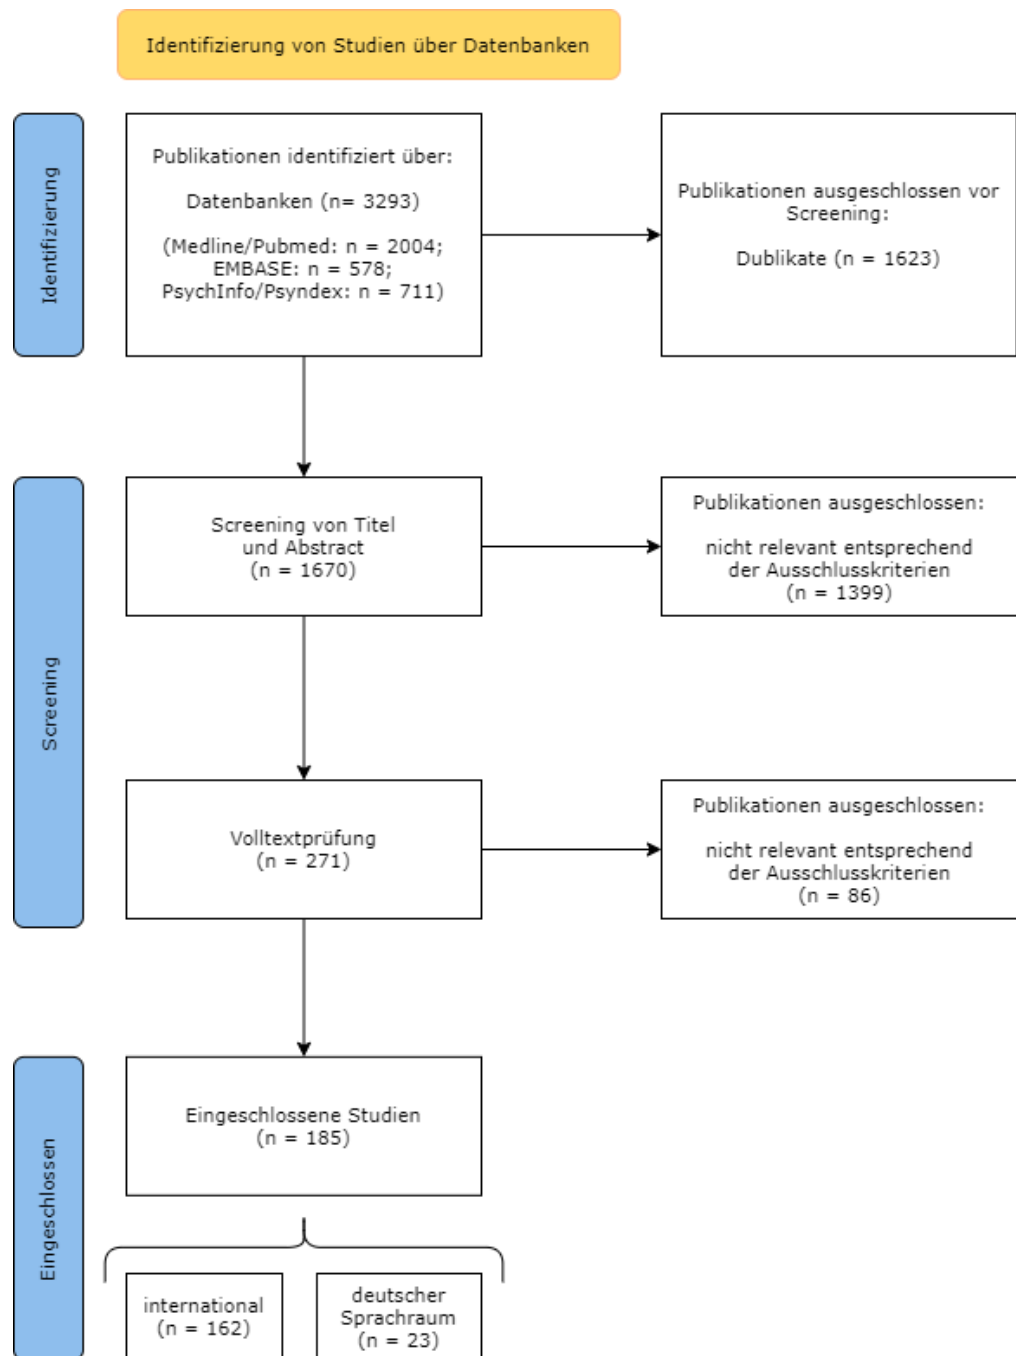 Identifizierung von Studien über Datenbanken
Identifizierung
Publikationen identifiziert über:
Datenbanken (n= 3293)
(Medline/Pubmed: n = 2004;
EMBASE: n = 578;
PsychInfo/Psyndex: n = 711)
Publikationen ausgeschlossen vor
Screening:
Dublikate (n = 1623)
Screening
Screening von Titel
und Abstract
(n = 1670)
Publikationen ausgeschlossen:
nicht relevant entsprechend
der Ausschlusskriterien
(n = 1399)
Volltextprüfung
(n = 271)
Publikationen ausgeschlossen:
nicht relevant entsprechend
der Ausschlusskriterien
(n = 86)
Eingeschlossen
Eingeschlossene Studien
(n = 185)
international
(n = 162)
deutscher
Sprachraum
(n = 23)